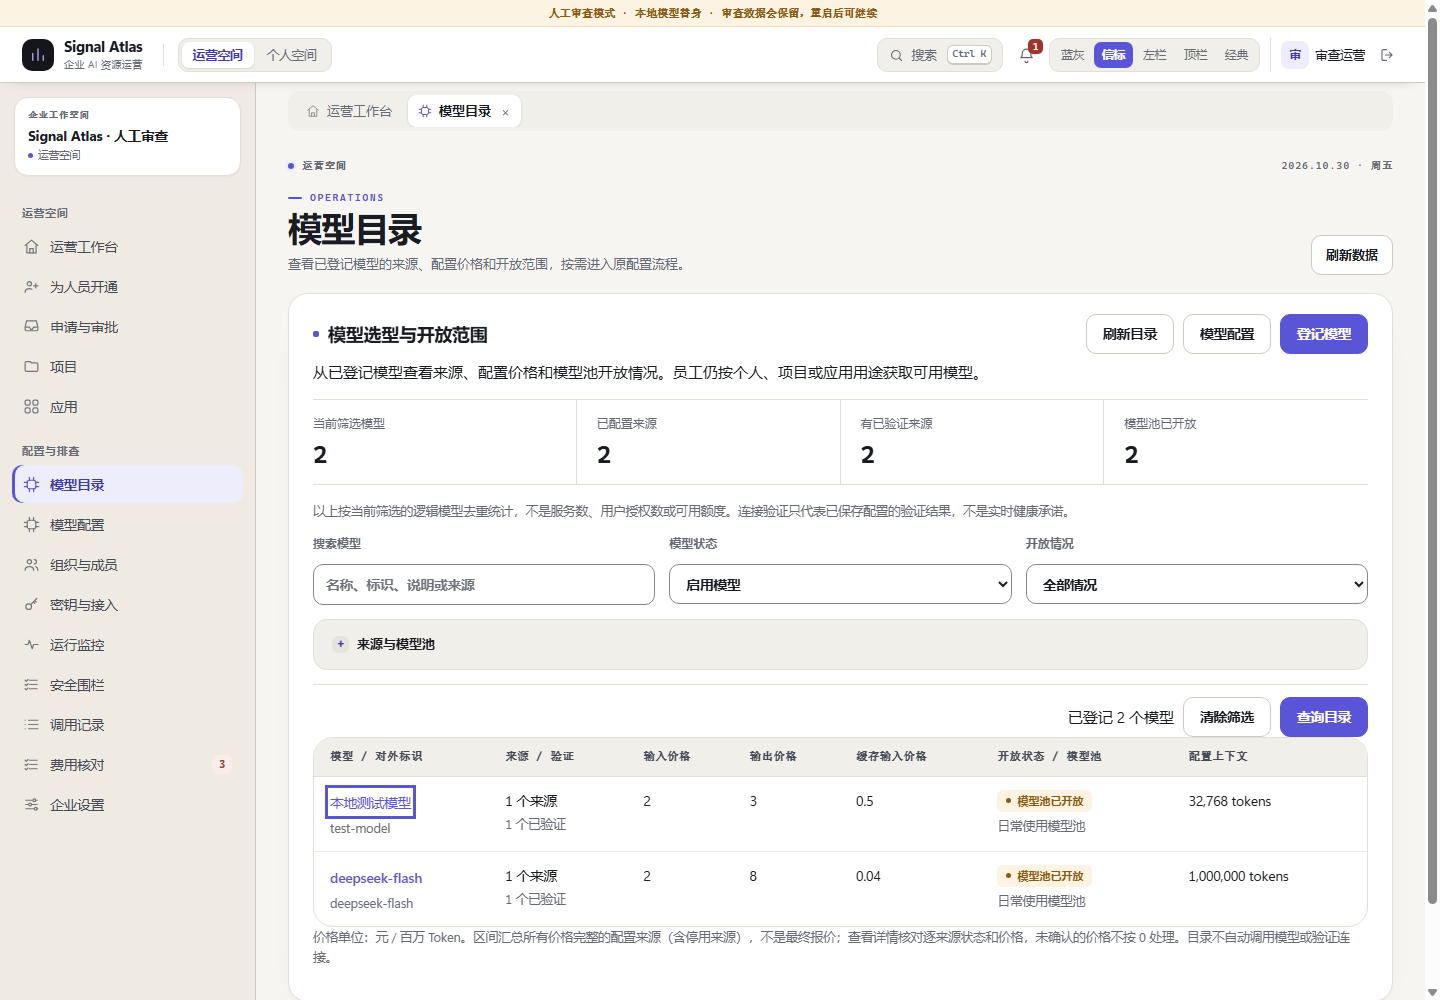 人工审查模式 · 本地模型替身 · 审查数据会保留，重启后可继续
Signal Atlas
企业 AI 资源运营
运营空间 个人空间
搜索 Ctrl K
1
蓝灰 信标 左栏 顶栏 经典
审 审查运营
企业工作空间
Signal Atlas · 人工审查
运营空间
运营空间
运营工作台
为人员开通
申请与审批
项目
应用
配置与排查
模型目录
模型配置
组织与成员
密钥与接入
运行监控
安全围栏
调用记录
费用核对 3
企业设置
运营工作台 模型目录 ×
运营空间 2026.10.30 · 周五
OPERATIONS
模型目录
查看已登记模型的来源、配置价格和开放范围，按需进入原配置流程。
刷新数据
模型选型与开放范围
刷新目录 模型配置 登记模型
从已登记模型查看来源、配置价格和模型池开放情况。员工仍按个人、项目或应用用途获取可用模型。
当前筛选模型 已配置来源 有已验证来源 模型池已开放
2 2 2 2
以上按当前筛选的逻辑模型去重统计，不是服务数、用户授权数或可用额度。连接验证只代表已保存配置的验证结果，不是实时健康承诺。
搜索模型 模型状态 开放情况
名称、标识、说明或来源 启用模型 全部情况
+ 来源与模型池
已登记 2 个模型 清除筛选 查询目录
模型 / 对外标识 来源 / 验证 输入价格 输出价格 缓存输入价格 开放状态 / 模型池 配置上下文
本地测试模型 1 个来源 2 3 0.5 模型池已开放 32,768 tokens
test-model 1 个已验证 日常使用模型池
deepseek-flash 1 个来源 2 8 0.04 模型池已开放 1,000,000 tokens
deepseek-flash 1 个已验证 日常使用模型池
价格单位：元 / 百万 Token。区间汇总所有价格完整的配置来源（含停用来源），不是最终报价；查看详情核对逐来源状态和价格，未确认的价格不按 0 处理。目录不自动调用模型或验证连
接。